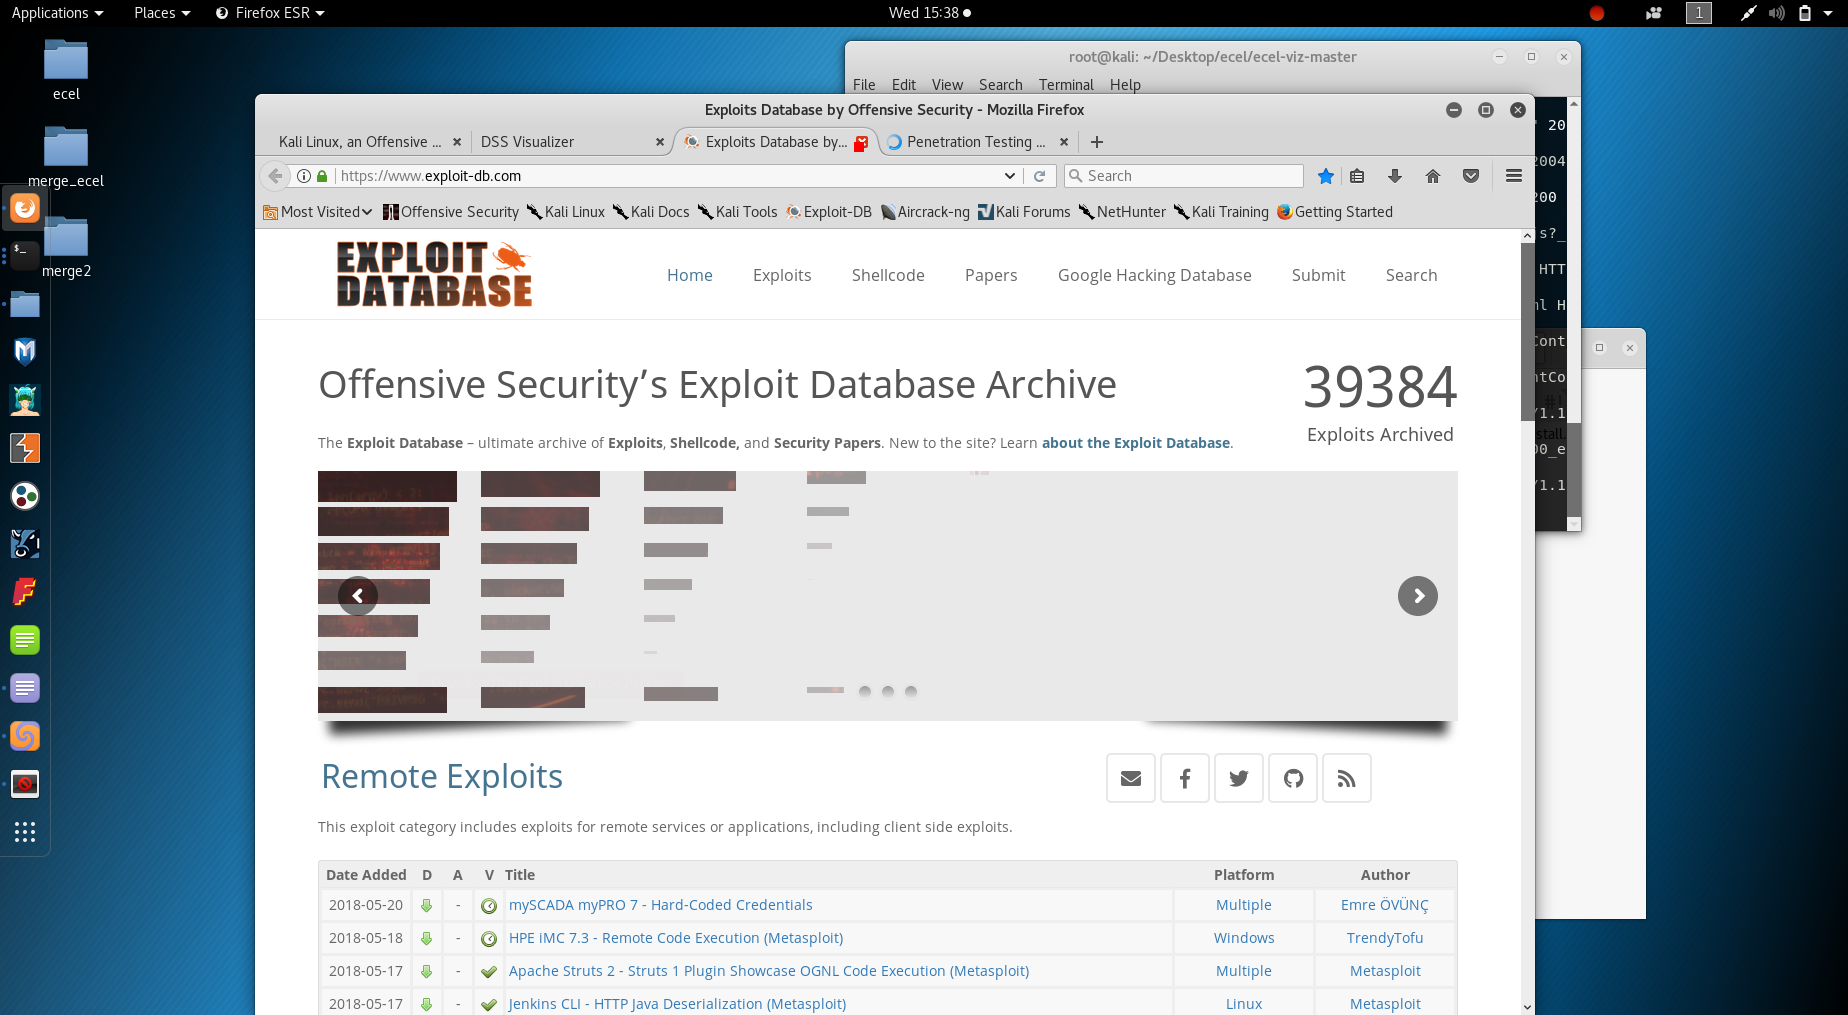 Applications Places Firefox ESR Wed 15:38 1
ecel
merge_ecel
merge2
root@kali: ~/Desktop/ecel/ecel-viz-master
File Edit View Search Terminal Help
Exploits Database by Offensive Security - Mozilla Firefox
Kali Linux, an Offensive ... DSS Visualizer Exploits Database by... Penetration Testing ...
https://www.exploit-db.com Search
Most Visited Offensive Security Kali Linux Kali Docs Kali Tools Exploit-DB Aircrack-ng Kali Forums NetHunter Kali Training Getting Started
EXPLOIT
DATABASE
Home Exploits Shellcode Papers Google Hacking Database Submit Search
Offensive Security’s Exploit Database Archive
39384
Exploits Archived
The Exploit Database – ultimate archive of Exploits, Shellcode, and Security Papers. New to the site? Learn about the Exploit Database.
Remote Exploits
This exploit category includes exploits for remote services or applications, including client side exploits.
Date Added D A V Title Platform Author
2018-05-20 - mySCADA myPRO 7 - Hard-Coded Credentials Multiple Emre ÖVÜNÇ
2018-05-18 - HPE iMC 7.3 - Remote Code Execution (Metasploit) Windows TrendyTofu
2018-05-17 - Apache Struts 2 - Struts 1 Plugin Showcase OGNL Code Execution (Metasploit) Multiple Metasploit
2018-05-17 - Jenkins CLI - HTTP Java Deserialization (Metasploit) Linux Metasploit
" 20
2004
200
s?_
HTT
ml H
Cont
ntCo
/1.1
stall.
00_e
/1.1